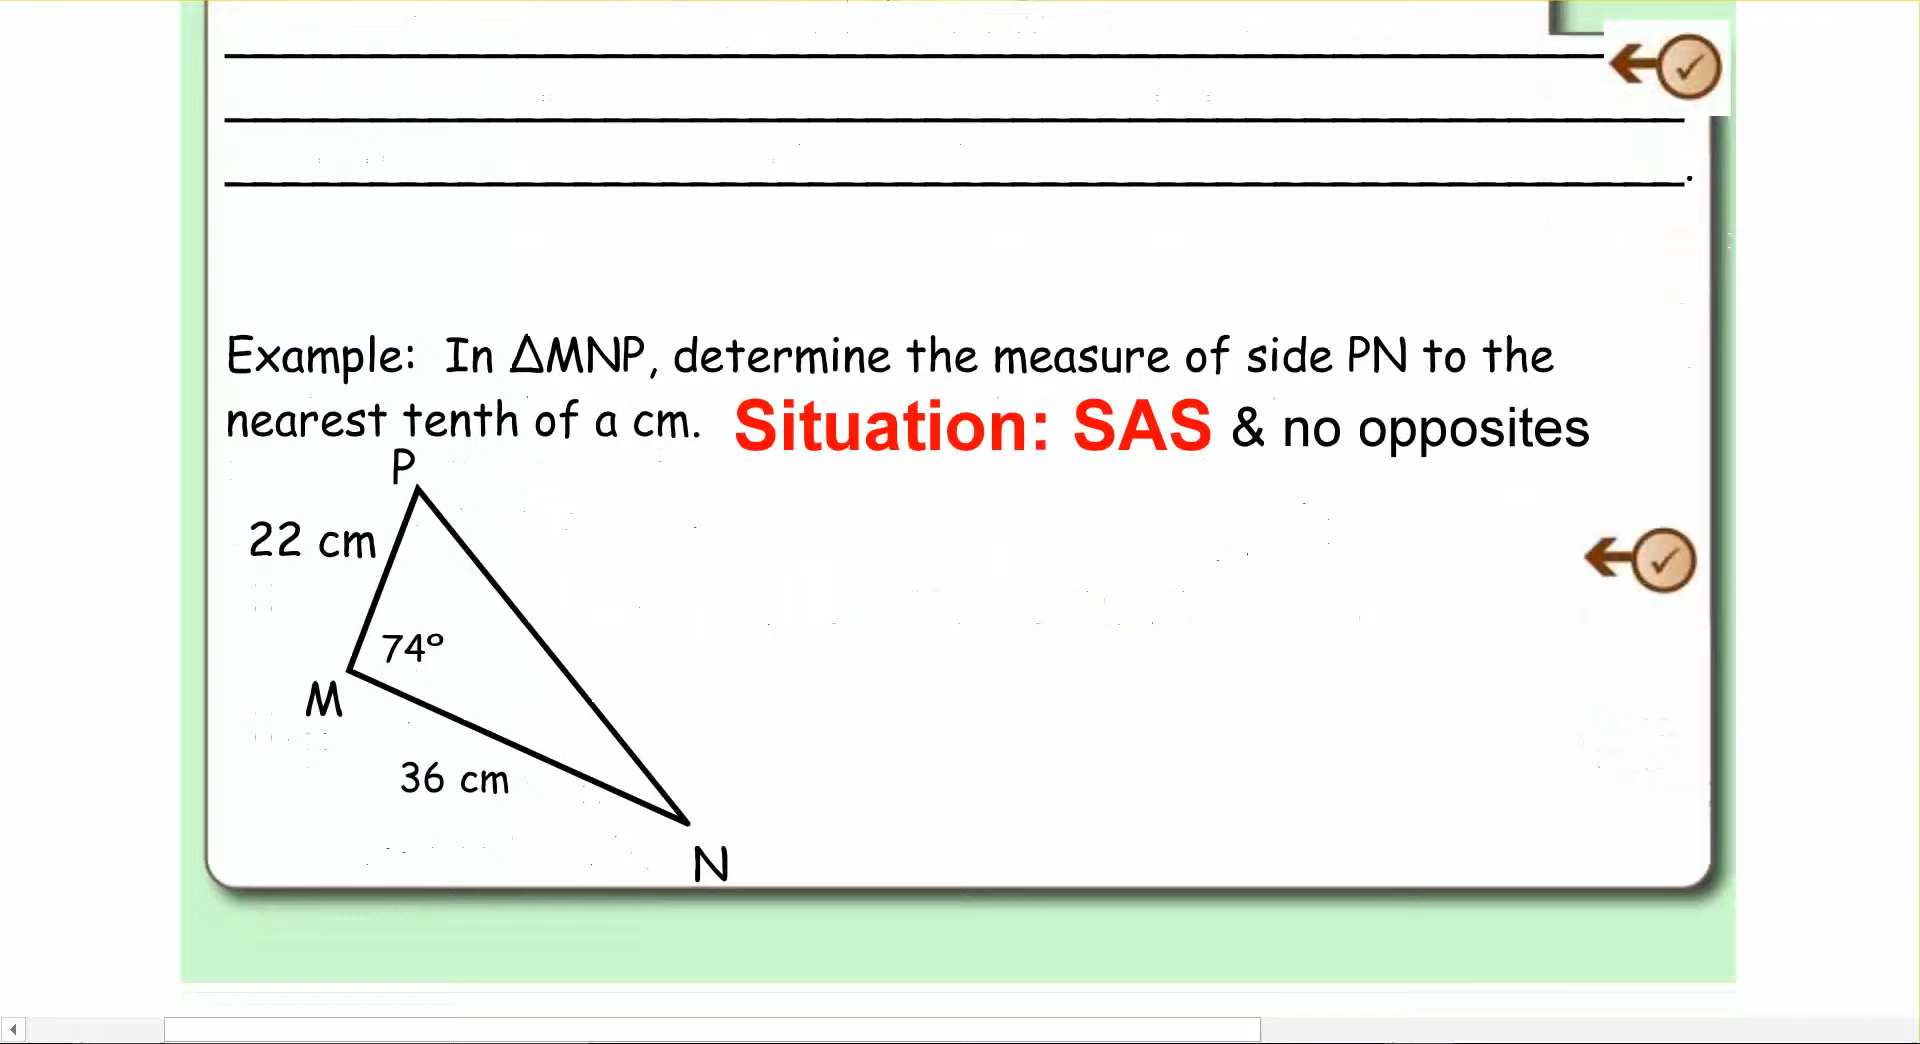 Example: In ΔMNP, determine the measure of side PN to the
nearest tenth of a cm. Situation: SAS & no opposites
P
22 cm
74º
M
36 cm
N